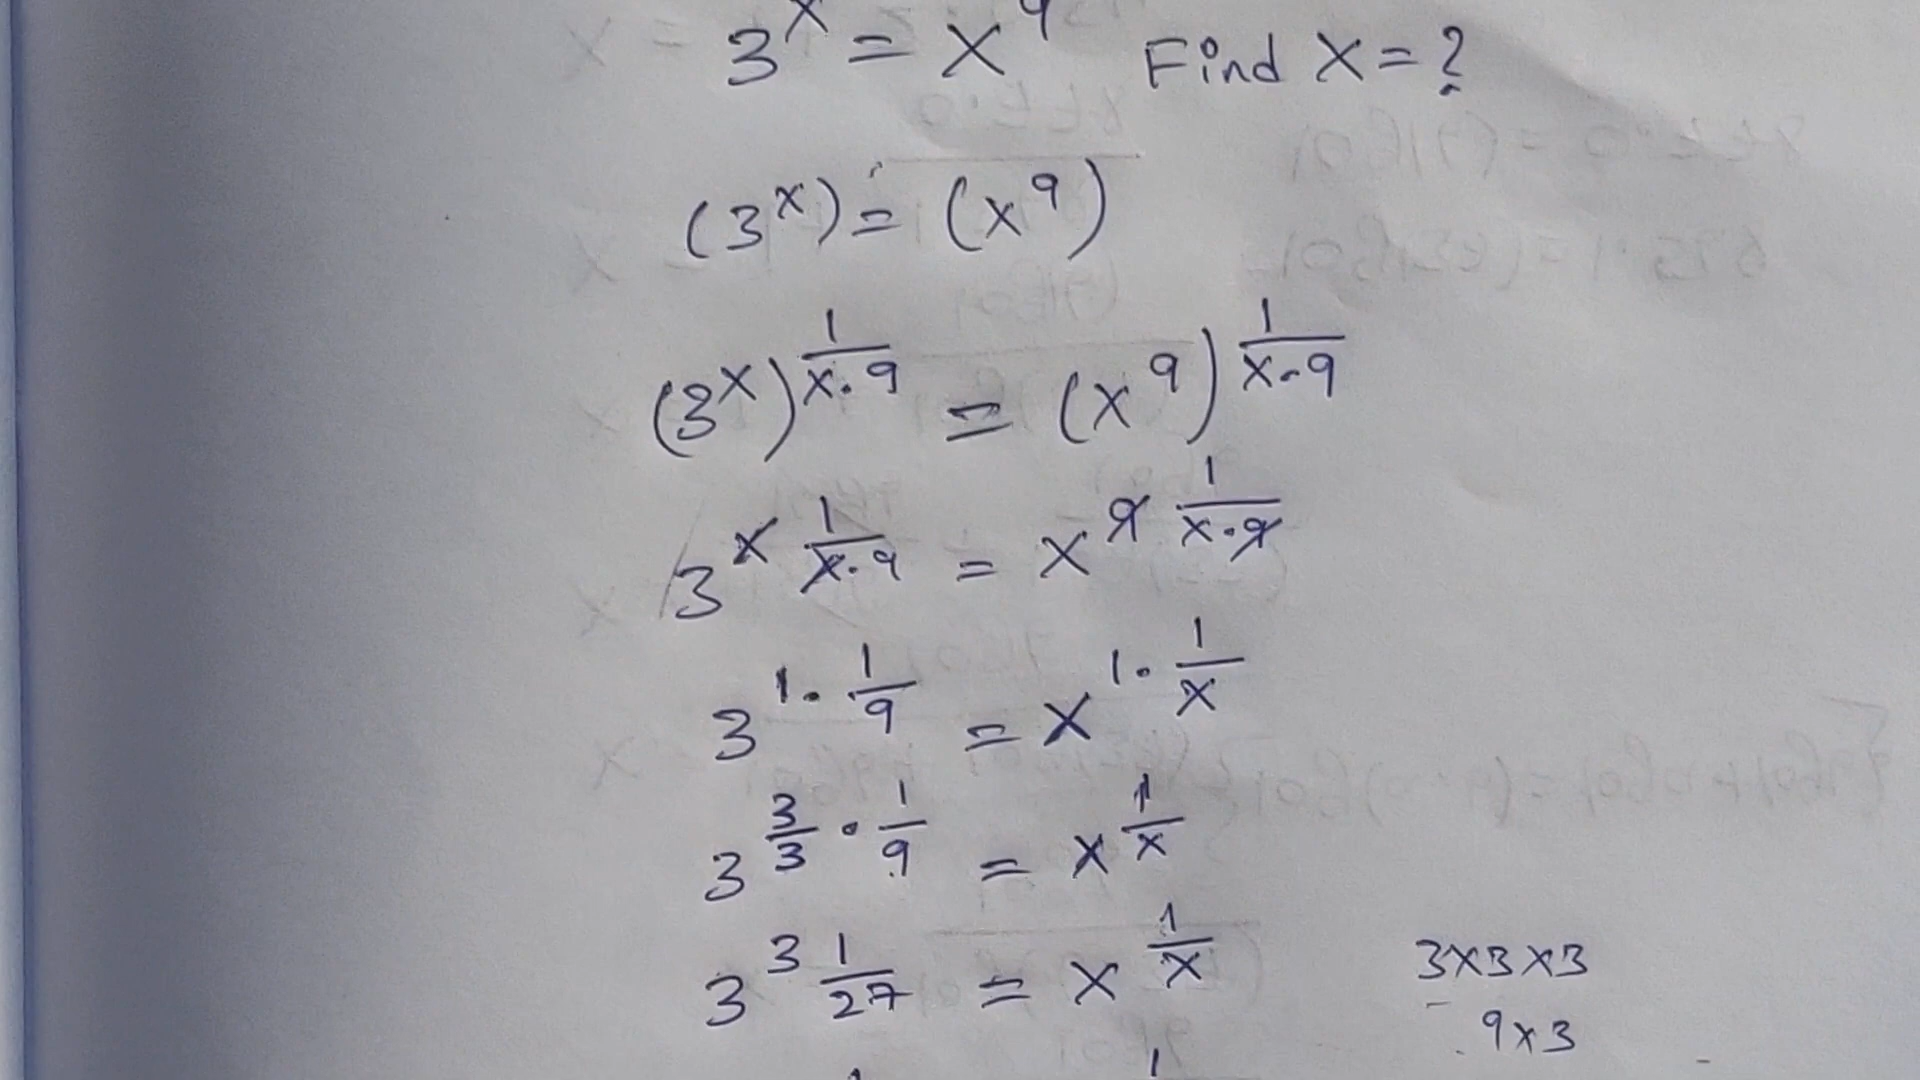 3^x = x^9 Find x = ?
(3^x) = (x^9)
(3^x)^(1/(x·9)) = (x^9)^(1/(x·9))
3^(x 1/(x·9)) = x^(9 1/(x·9))
3^(1·1/9) = x^(1·1/x)
3^(3/3·1/9) = x^(1/x)
3^(3 1/27) = x^(1/x)
3×3×3
9×3